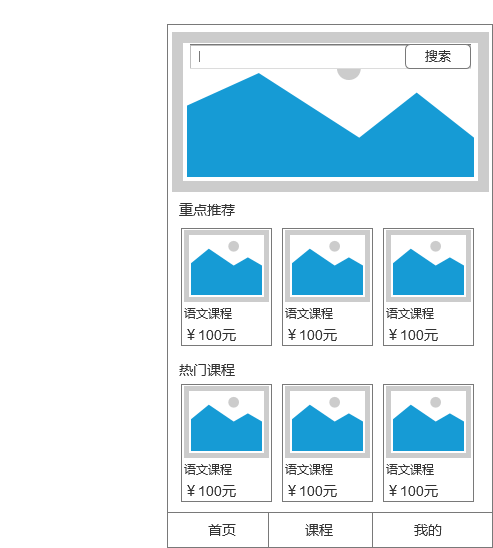 搜索
重点推荐
语文课程 语文课程 语文课程
￥100元 ￥100元 ￥100元
热门课程
语文课程 语文课程 语文课程
￥100元 ￥100元 ￥100元
首页 课程 我的